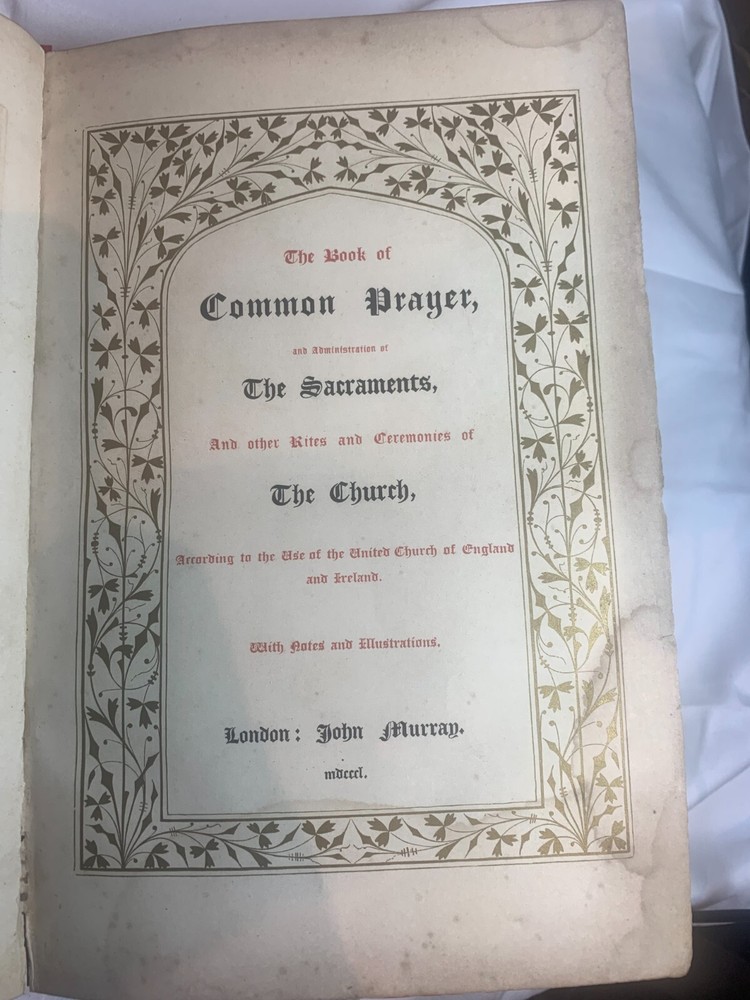 The Book of
Common Prayer,
and Administration of
The Sacraments,
And other Rites and Ceremonies of
The Church,
According to the Use of the United Church of England
and Ireland.
With Notes and Illustrations.
London: John Murray.
mdcccl.